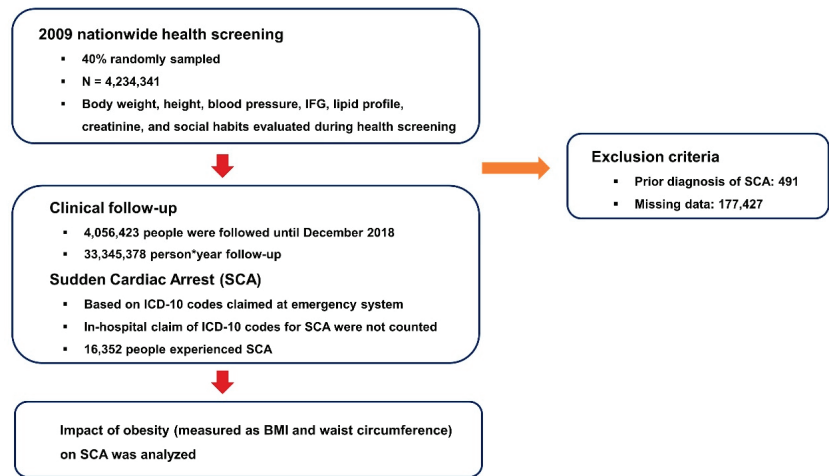 2009 nationwide health screening
▪ 40% randomly sampled
▪ N = 4,234,341
▪ Body weight, height, blood pressure, IFG, lipid profile,
creatinine, and social habits evaluated during health screening
Exclusion criteria
▪ Prior diagnosis of SCA: 491
▪ Missing data: 177,427
Clinical follow-up
▪ 4,056,423 people were followed until December 2018
▪ 33,345,378 person*year follow-up
Sudden Cardiac Arrest (SCA)
▪ Based on ICD-10 codes claimed at emergency system
▪ In-hospital claim of ICD-10 codes for SCA were not counted
▪ 16,352 people experienced SCA
Impact of obesity (measured as BMI and waist circumference)
on SCA was analyzed